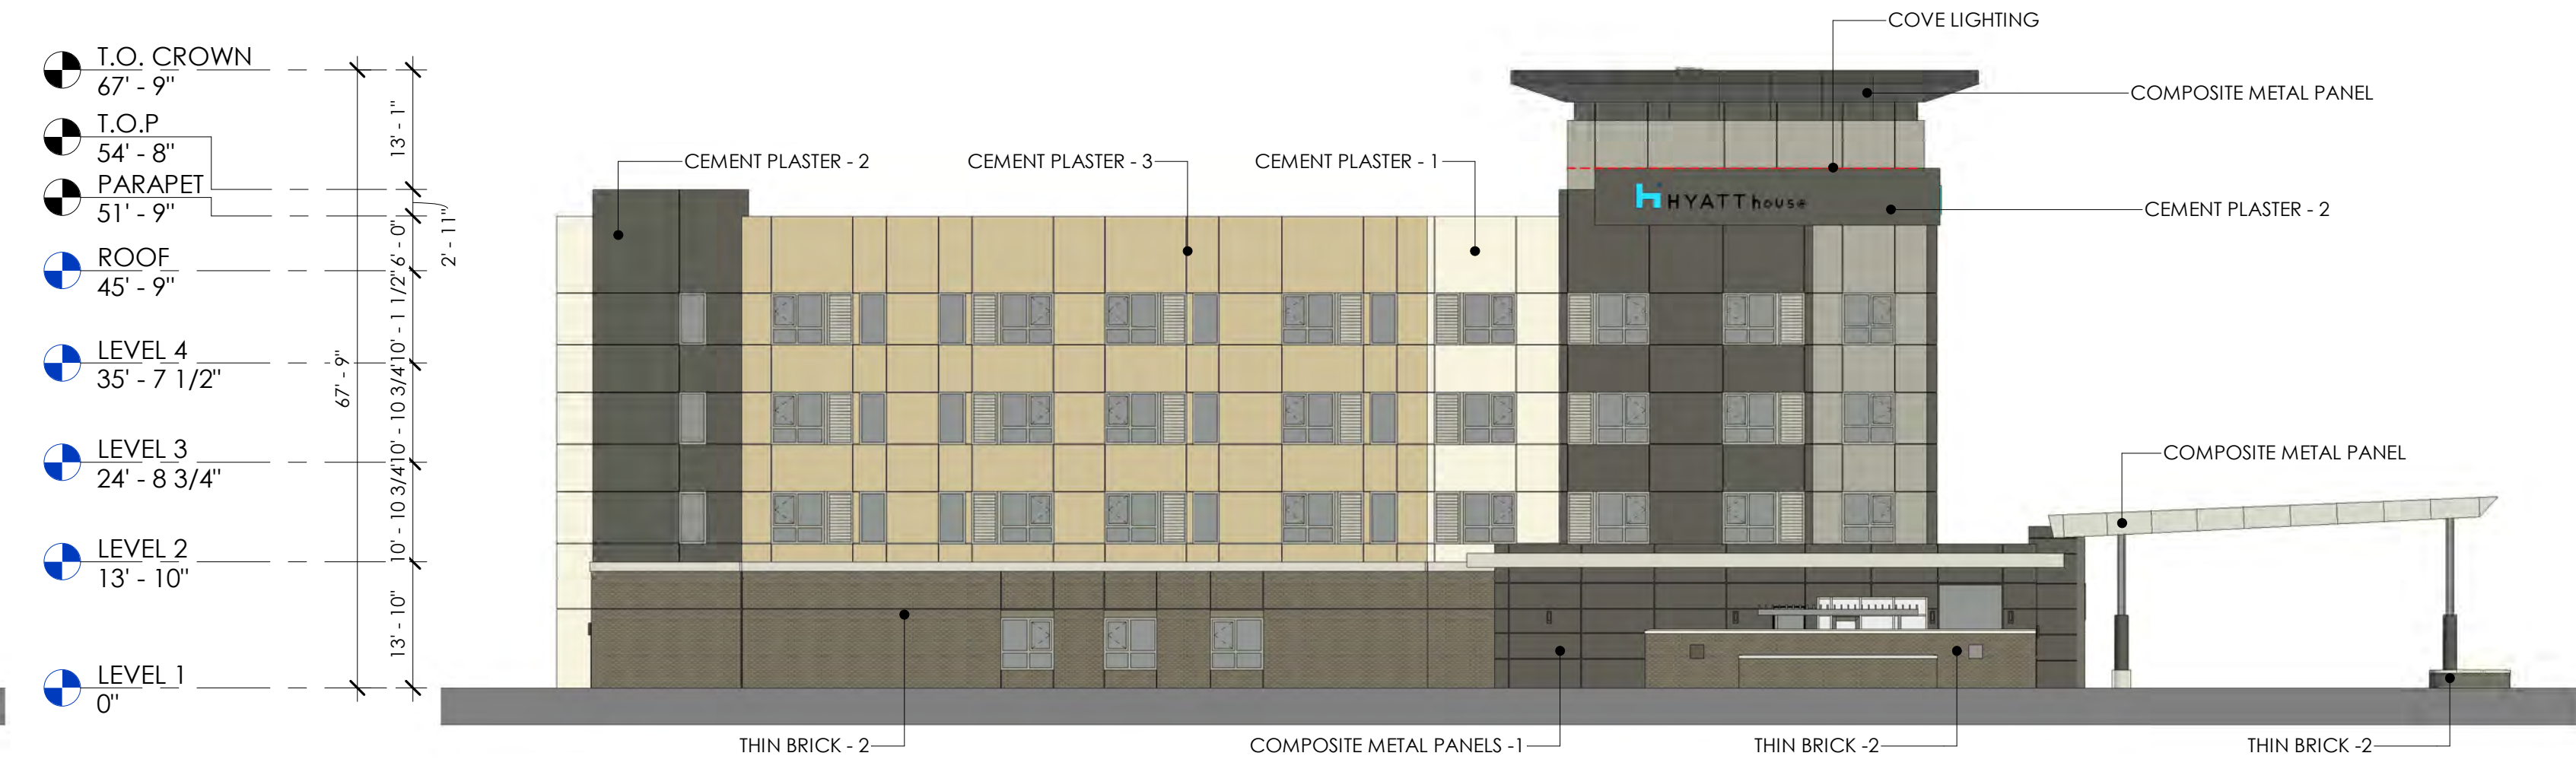 COVE LIGHTING
T.O. CROWN
67' - 9"
COMPOSITE METAL PANEL
T.O.P
54' - 8"
13' - 1"
CEMENT PLASTER - 2
CEMENT PLASTER - 3
CEMENT PLASTER - 1
PARAPET
51' - 9"
HYATT house
CEMENT PLASTER - 2
2' - 11"
6' - 0"
ROOF
45' - 9"
10' - 1 1/2"
LEVEL 4
35' - 7 1/2"
67' - 9"
10' - 10 3/4"
LEVEL 3
24' - 8 3/4"
COMPOSITE METAL PANEL
10' - 10 3/4"
LEVEL 2
13' - 10"
13' - 10"
LEVEL 1
0"
THIN BRICK - 2
COMPOSITE METAL PANELS -1
THIN BRICK -2
THIN BRICK -2